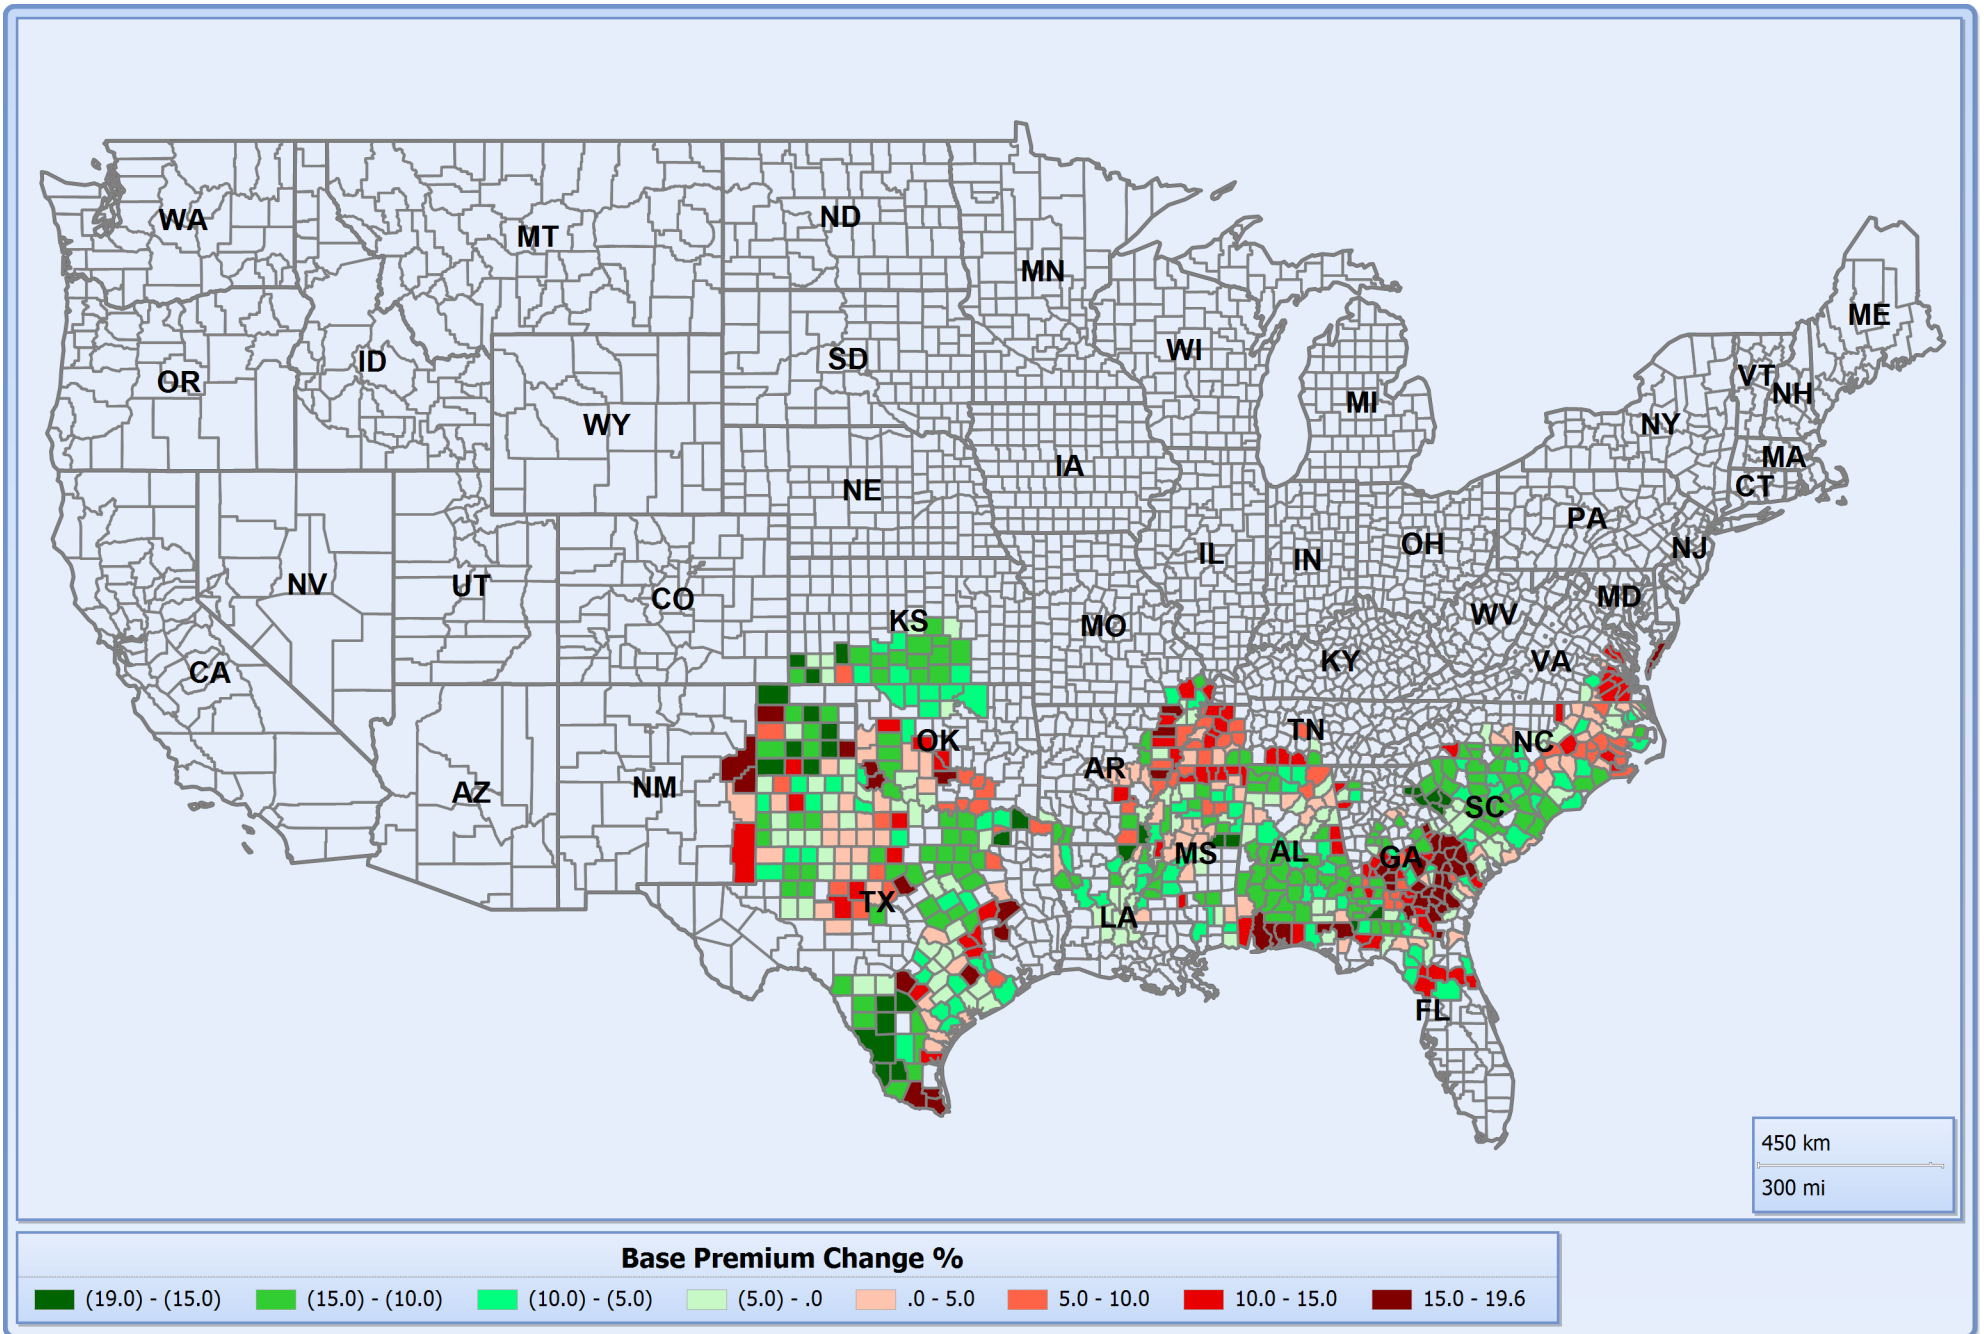 WA
MT
ND
MN
ME
OR
ID
SD
WI
MI
VT
NH
NY
WY
IA
MA
CT
NE
PA
NJ
NV
UT
CO
IL
IN
OH
MD
WV
KS
MO
KY
VA
CA
AZ
NM
OK
AR
TN
NC
SC
TX
LA
MS
AL
GA
FL
450 km
300 mi
Base Premium Change %
(19.0) - (15.0) (15.0) - (10.0) (10.0) - (5.0) (5.0) - .0 .0 - 5.0 5.0 - 10.0 10.0 - 15.0 15.0 - 19.6